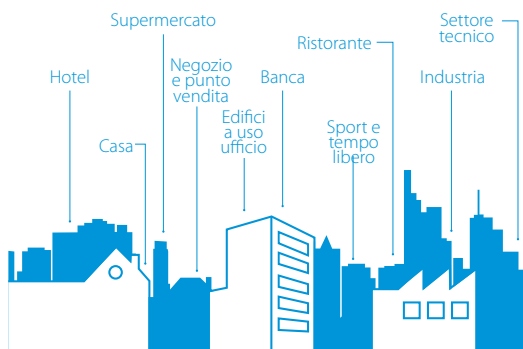 Supermercato
Settore
tecnico
Ristorante
Hotel
Negozio
e punto
vendita
Banca
Industria
Edifici
a uso
ufficio
Sport e
tempo
libero
Casa